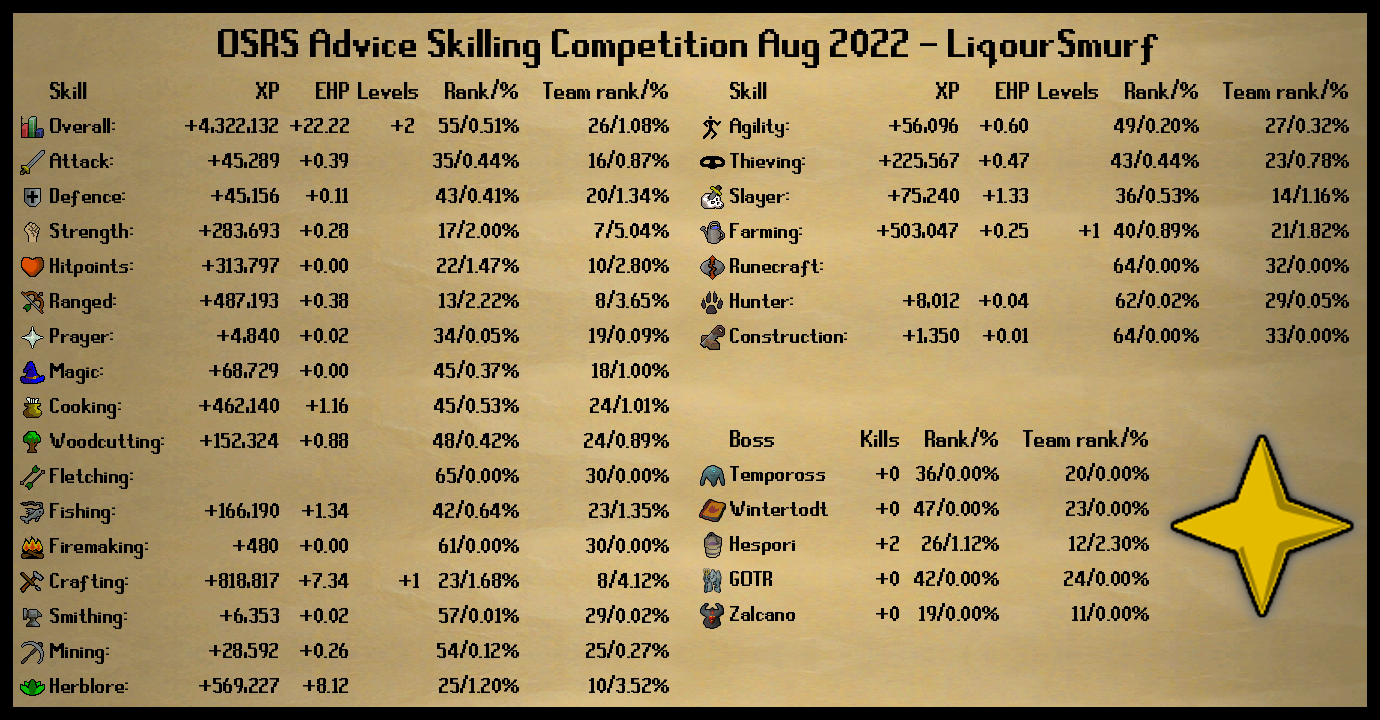 OSRS Advice Skilling Competition Aug 2022 - LiqourSmurf
Skill XP EHP Levels Rank/% Team rank/%
Overall: +4,322,132 +22.22 +2 55/0.51% 26/1.08%
Attack: +45,289 +0.39 35/0.44% 16/0.87%
Defence: +45,156 +0.11 43/0.41% 20/1.34%
Strength: +283,693 +0.28 17/2.00% 7/5.04%
Hitpoints: +313,797 +0.00 22/1.47% 10/2.80%
Ranged: +487,193 +0.38 13/2.22% 8/3.65%
Prayer: +4,840 +0.02 34/0.05% 19/0.09%
Magic: +68,729 +0.00 45/0.37% 18/1.00%
Cooking: +462,140 +1.16 45/0.53% 24/1.01%
Woodcutting: +152,324 +0.88 48/0.42% 24/0.89%
Fletching: 65/0.00% 30/0.00%
Fishing: +166,190 +1.34 42/0.64% 23/1.35%
Firemaking: +480 +0.00 61/0.00% 30/0.00%
Crafting: +818,817 +7.34 +1 23/1.68% 8/4.12%
Smithing: +6,353 +0.02 57/0.01% 29/0.02%
Mining: +28,592 +0.26 54/0.12% 25/0.27%
Herblore: +569,227 +8.12 25/1.20% 10/3.52%
Skill XP EHP Levels Rank/% Team rank/%
Agility: +56,096 +0.60 49/0.20% 27/0.32%
Thieving: +225,567 +0.47 43/0.44% 23/0.78%
Slayer: +75,240 +1.33 36/0.53% 14/1.16%
Farming: +503,047 +0.25 +1 40/0.89% 21/1.82%
Runecraft: 64/0.00% 32/0.00%
Hunter: +8,012 +0.04 62/0.02% 29/0.05%
Construction: +1,350 +0.01 64/0.00% 33/0.00%
Boss Kills Rank/% Team rank/%
Tempoross +0 36/0.00% 20/0.00%
Wintertodt +0 47/0.00% 23/0.00%
Hespori +2 26/1.12% 12/2.30%
GOTR +0 42/0.00% 24/0.00%
Zalcano +0 19/0.00% 11/0.00%